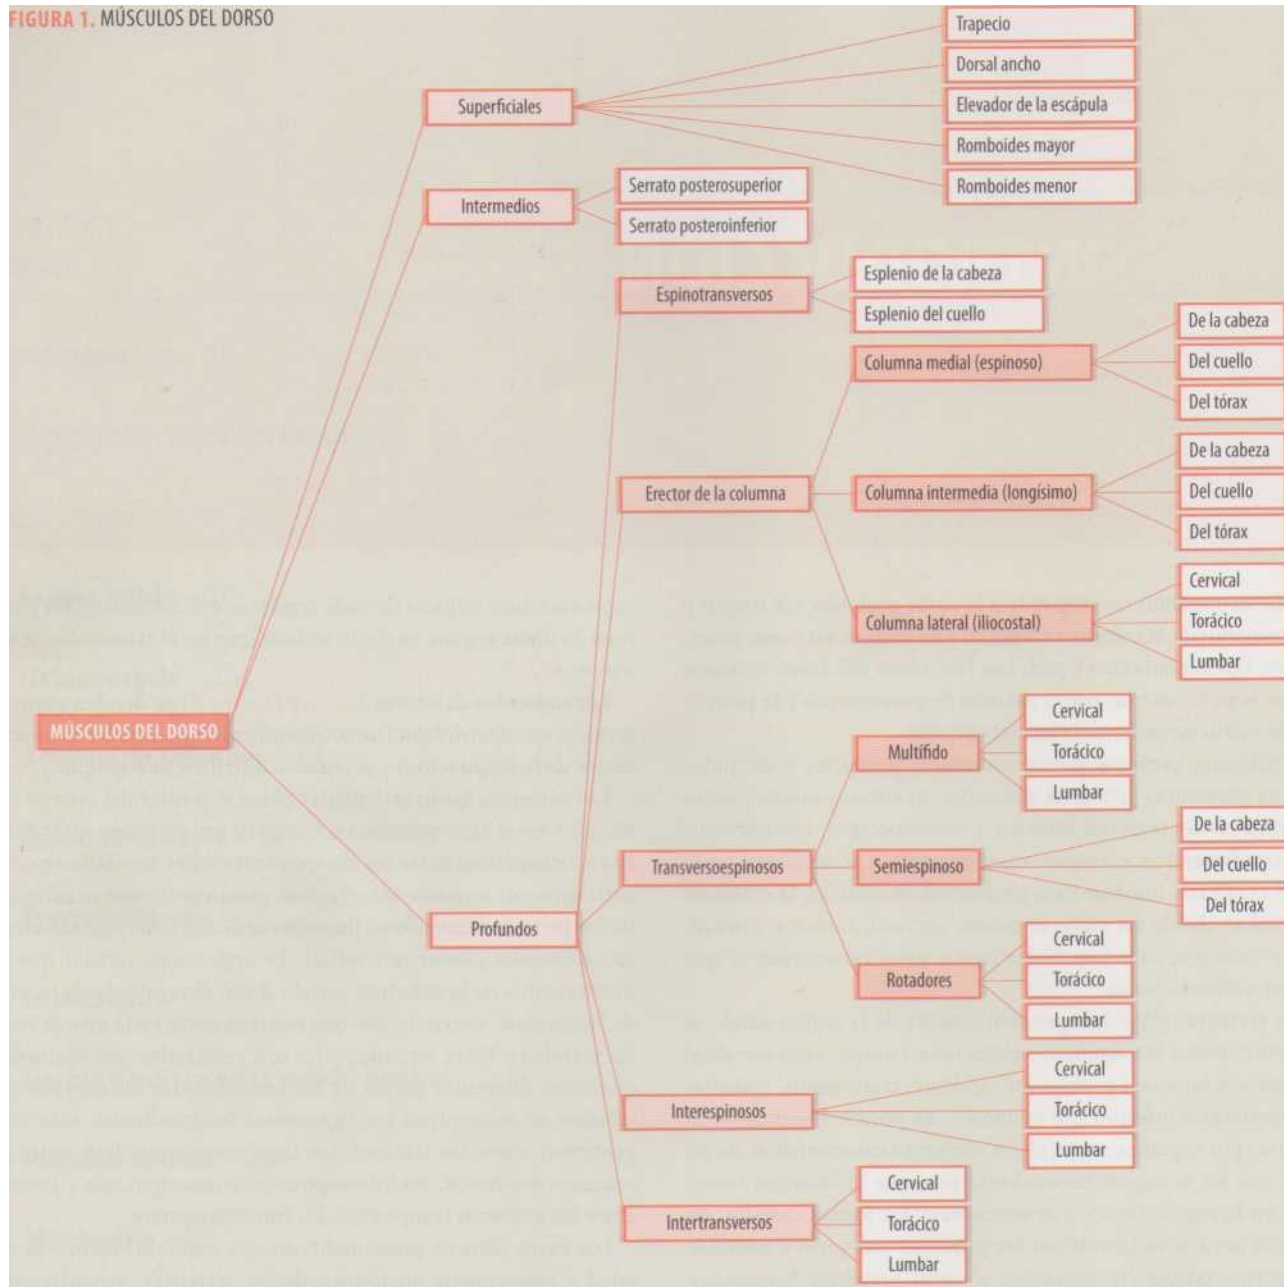 FIGURA 1. MÚSCULOS DEL DORSO
MÚSCULOS DEL DORSO
Superficiales
Trapecio
Dorsal ancho
Elevador de la escápula
Romboides mayor
Romboides menor
Intermedios
Serrato posterosuperior
Serrato posteroinferior
Profundos
Espinotransversos
Esplenio de la cabeza
Esplenio del cuello
Erector de la columna
Columna medial (espinoso)
De la cabeza
Del cuello
Del tórax
Columna intermedia (longísimo)
De la cabeza
Del cuello
Del tórax
Columna lateral (iliocostal)
Cervical
Torácico
Lumbar
Transversoespinosos
Multífido
Cervical
Torácico
Lumbar
Semiespinoso
De la cabeza
Del cuello
Del tórax
Rotadores
Cervical
Torácico
Lumbar
Interespinosos
Cervical
Torácico
Lumbar
Intertransversos
Cervical
Torácico
Lumbar